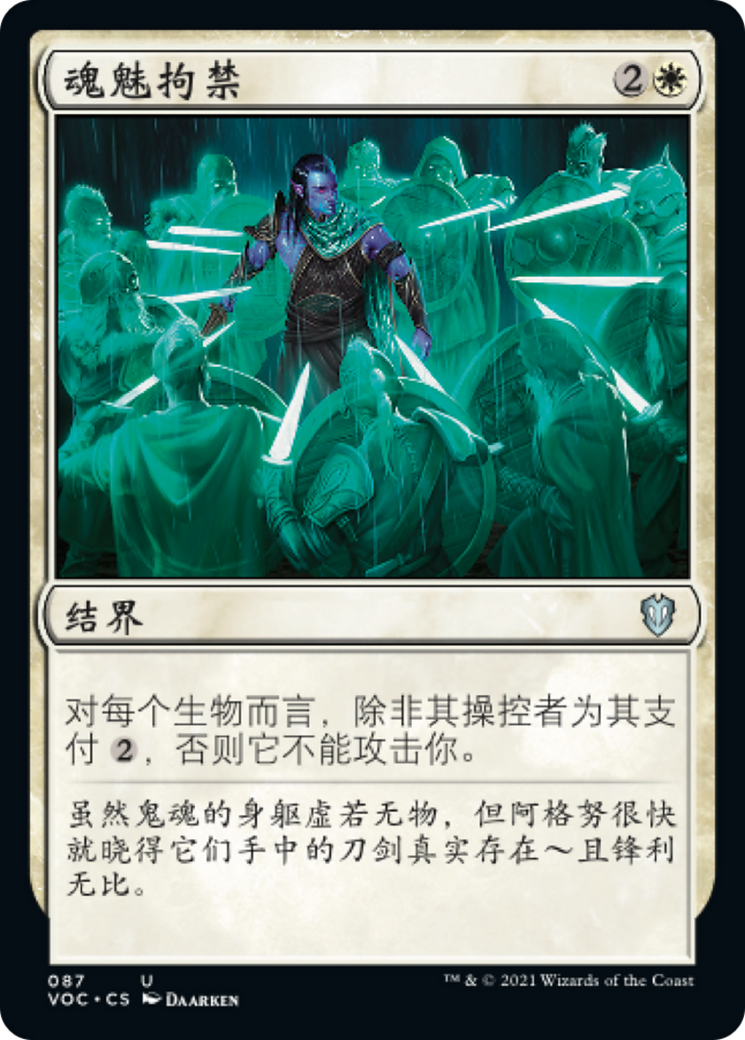 魂魅拘禁 2
结界
对每个生物而言，除非其操控者为其支
付 2，否则它不能攻击你。
虽然鬼魂的身躯虚若无物，但阿格努很快
就晓得它们手中的刀剑真实存在～且锋利
无比。
087 U
VOC • CS DAARKEN
™ & © 2021 Wizards of the Coast